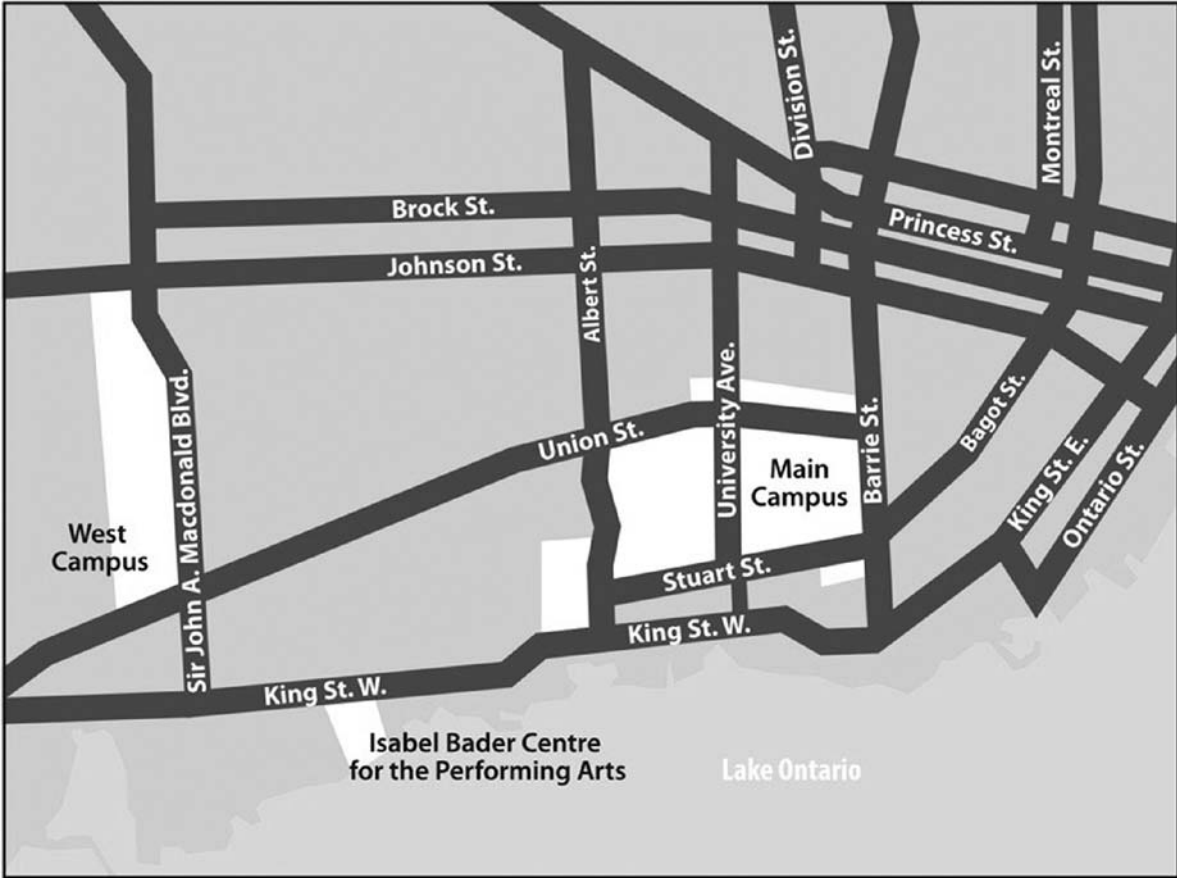 Division St.
Montreal St.
Brock St.
Princess St.
Johnson St.
Albert St.
University Ave.
Barrie St.
Bagot St.
Union St.
Sir John A. Macdonald Blvd.
Main
Campus
King St. E.
Ontario St.
West
Campus
Stuart St.
King St. W.
King St. W.
Isabel Bader Centre
for the Performing Arts
Lake Ontario